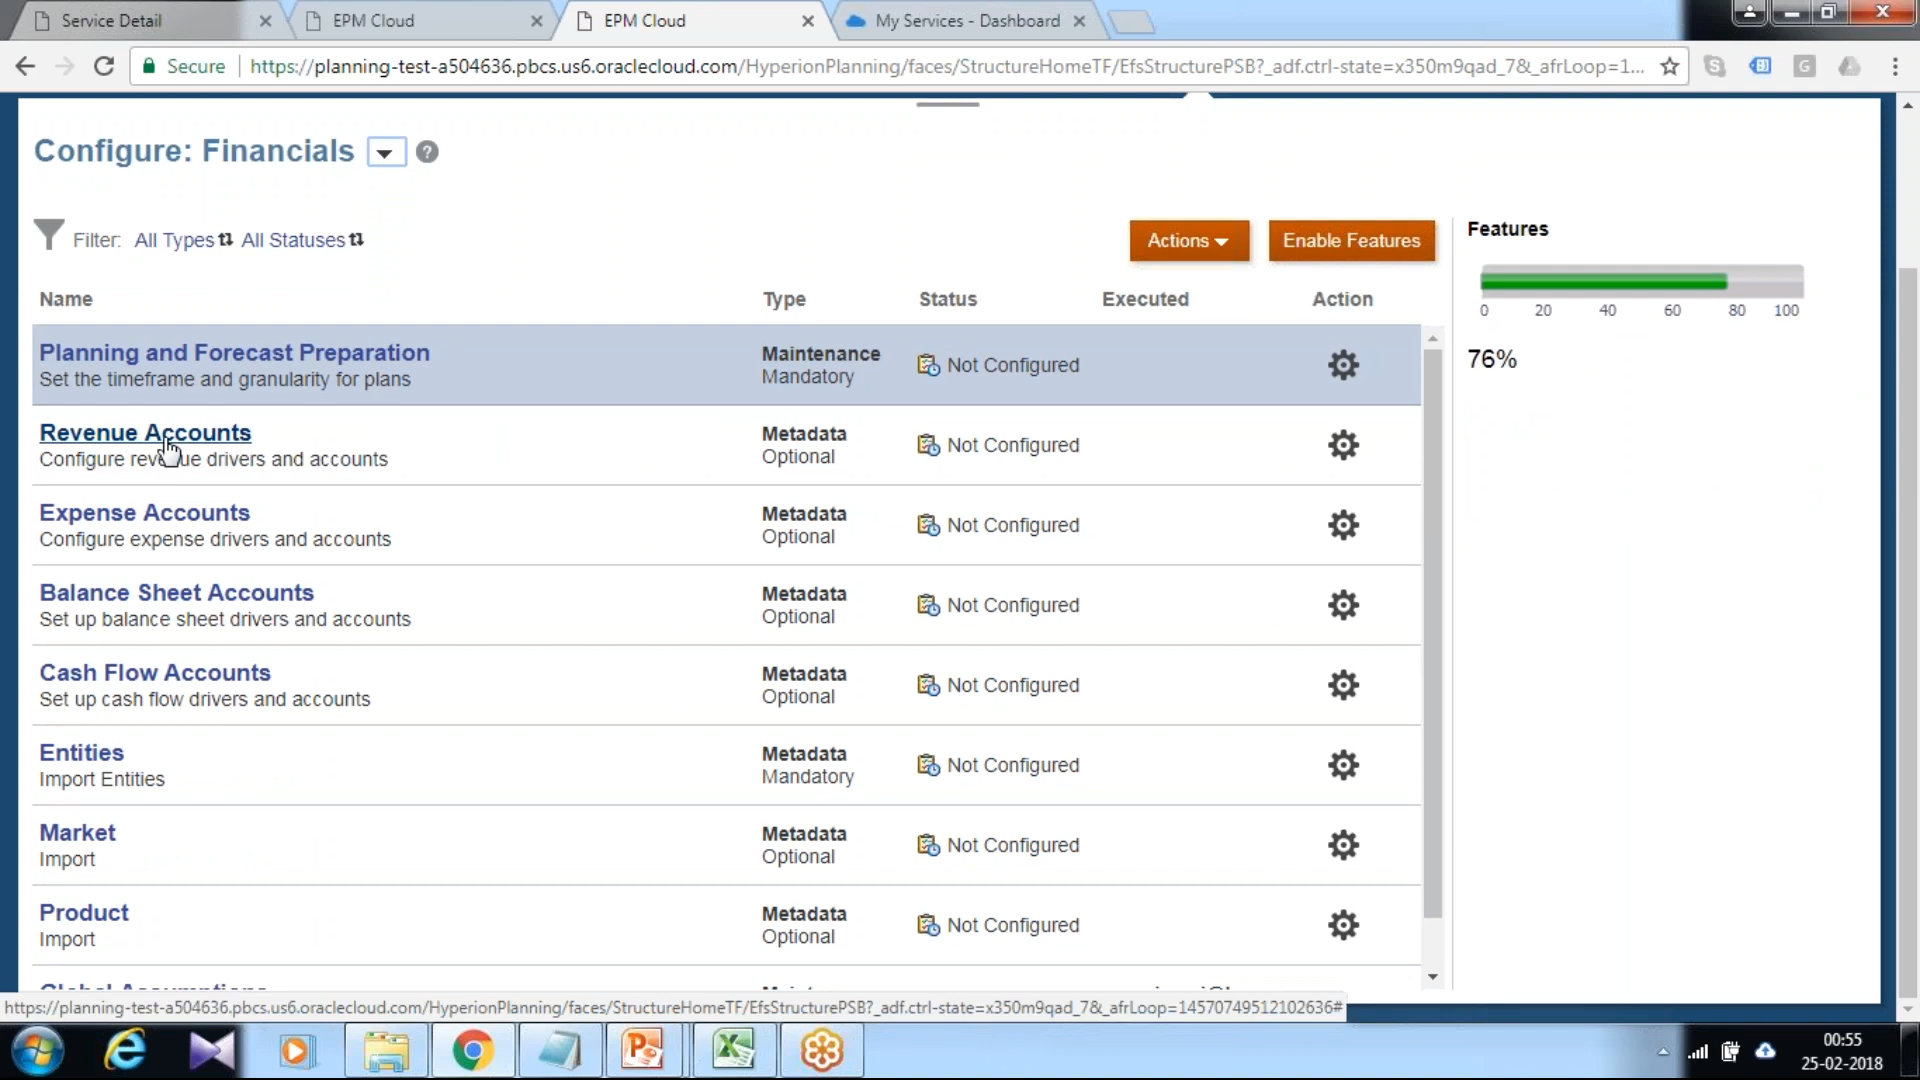 Service Detail
EPM Cloud
EPM Cloud
My Services - Dashboard
Secure
https://planning-test-a504636.pbcs.us6.oraclecloud.com/HyperionPlanning/faces/StructureHomeTF/EfsStructurePSB?_adf.ctrl-state=x350m9qad_7&_afrLoop=1...
Configure: Financials
Filter: All Types All Statuses
Actions
Enable Features
Features
Name Type Status Executed Action
0 20 40 60 80 100
76%
Planning and Forecast Preparation
Set the timeframe and granularity for plans
Maintenance
Mandatory
Not Configured
Revenue Accounts
Configure revenue drivers and accounts
Metadata
Optional
Not Configured
Expense Accounts
Configure expense drivers and accounts
Metadata
Optional
Not Configured
Balance Sheet Accounts
Set up balance sheet drivers and accounts
Metadata
Optional
Not Configured
Cash Flow Accounts
Set up cash flow drivers and accounts
Metadata
Optional
Not Configured
Entities
Import Entities
Metadata
Mandatory
Not Configured
Market
Import
Metadata
Optional
Not Configured
Product
Import
Metadata
Optional
Not Configured
Global Assumptions
https://planning-test-a504636.pbcs.us6.oraclecloud.com/HyperionPlanning/faces/StructureHomeTF/EfsStructurePSB?_adf.ctrl-state=x350m9qad_7&_afrLoop=14570749512102636#
00:55
25-02-2018